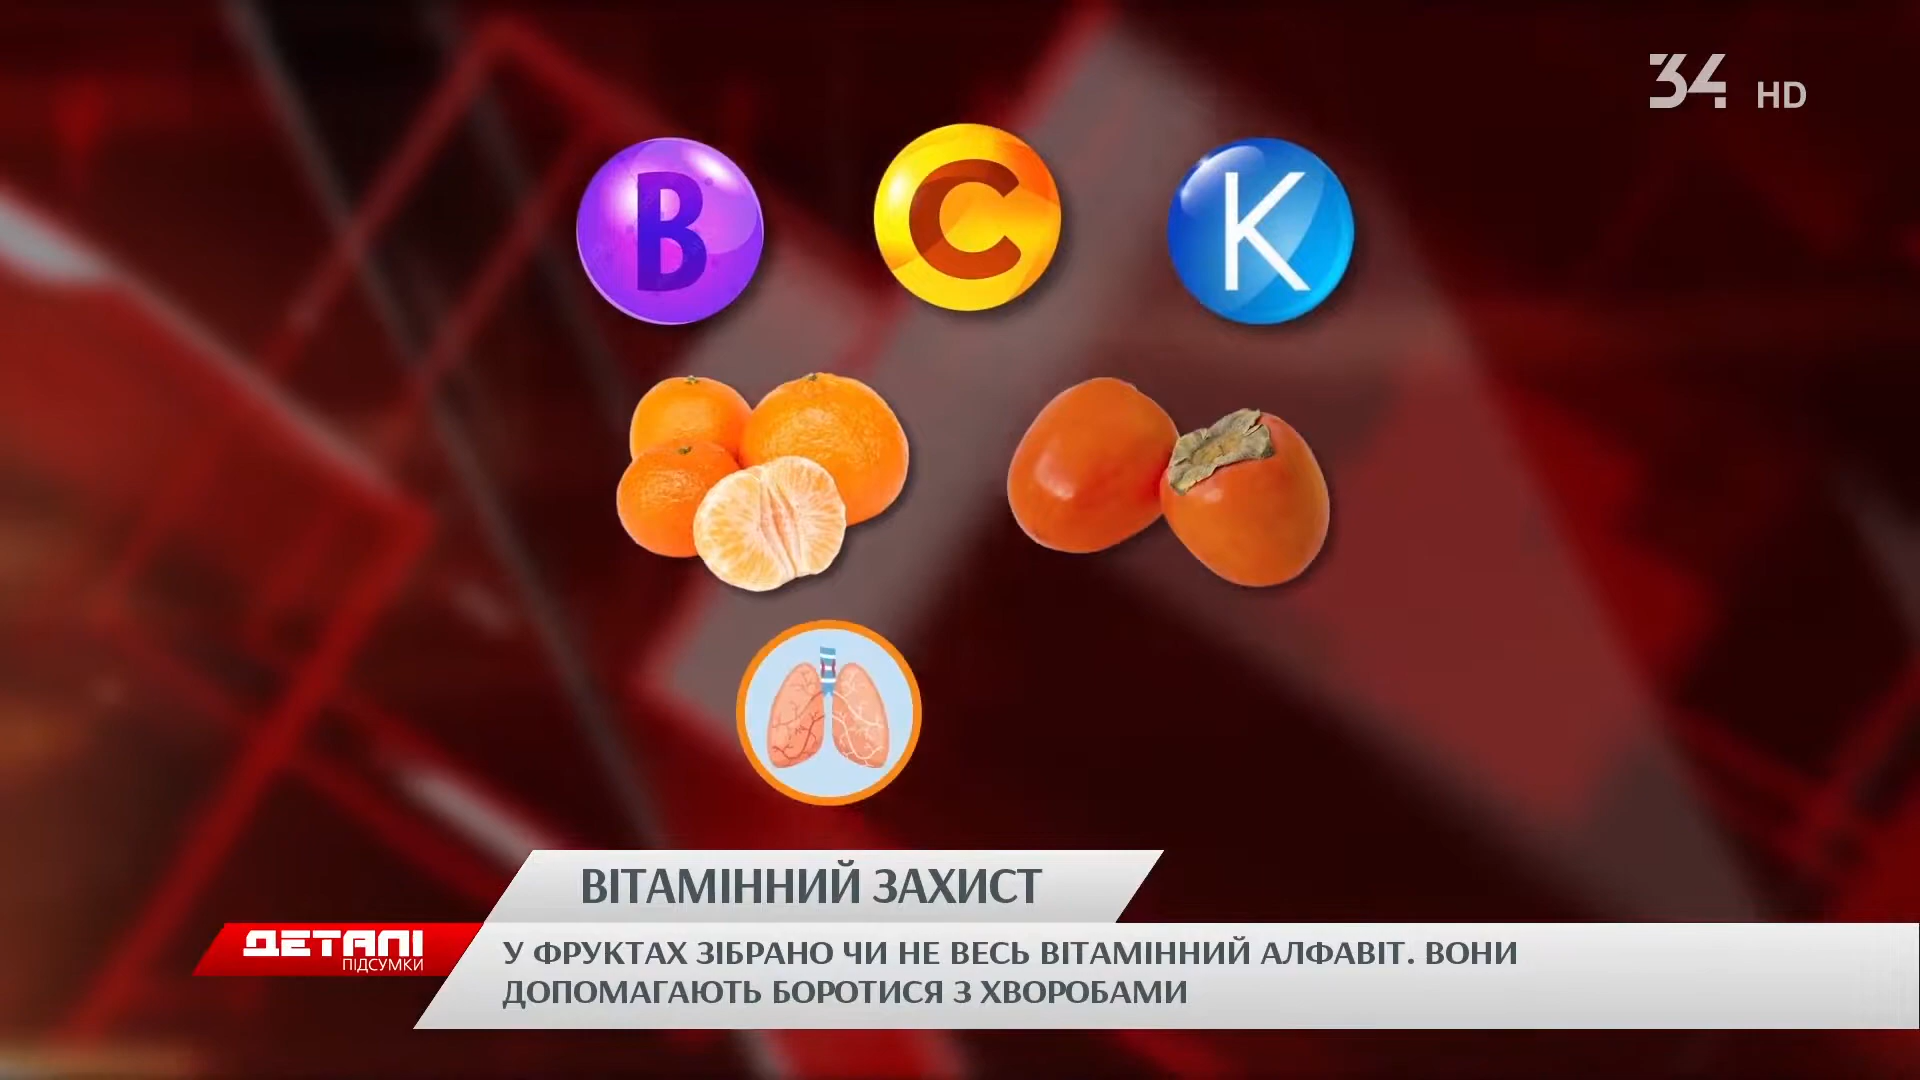 34 HD
B C K
ВІТАМІННИЙ ЗАХИСТ
ДЕТАЛІ
ПІДСУМКИ
У ФРУКТАХ ЗІБРАНО ЧИ НЕ ВЕСЬ ВІТАМІННИЙ АЛФАВІТ. ВОНИ
ДОПОМАГАЮТЬ БОРОТИСЯ З ХВОРОБАМИ